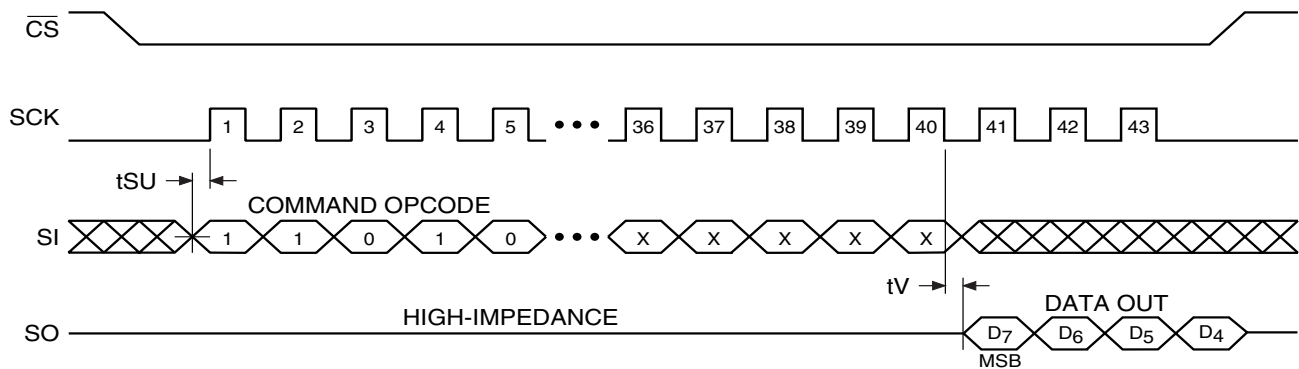 CS
SCK
1 2 3 4 5 ••• 36 37 38 39 40 41 42 43
tSU
COMMAND OPCODE
SI
1 1 0 1 0 ••• X X X X X
tV
HIGH-IMPEDANCE
DATA OUT
SO
D7 D6 D5 D4
MSB